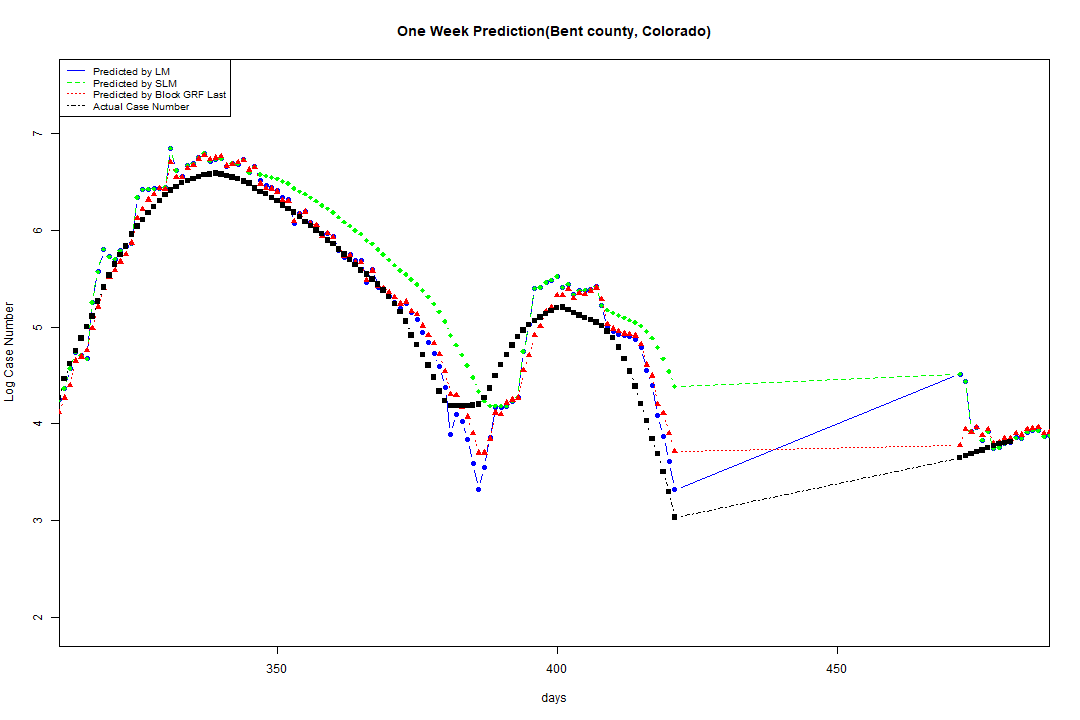 One Week Prediction(Bent county, Colorado)
Predicted by LM
Predicted by SLM
Predicted by Block GRF Last
Actual Case Number
7
6
5
4
3
2
Log Case Number
350 400 450
days